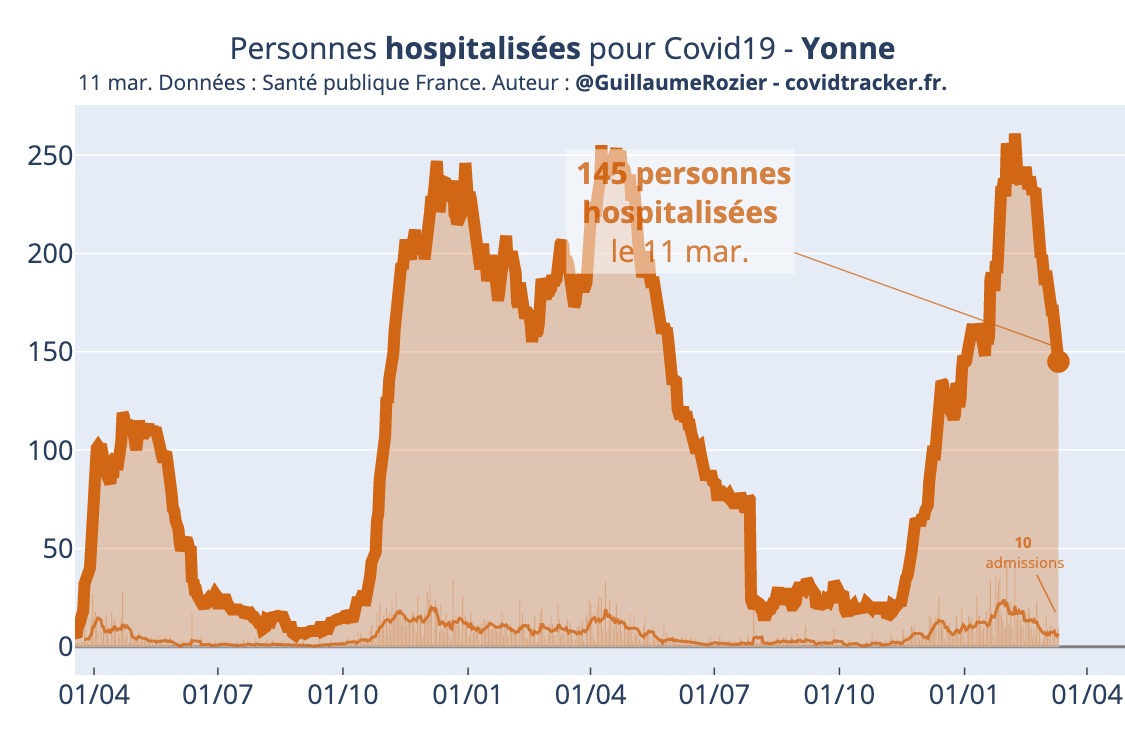 Personnes hospitalisées pour Covid19 - Yonne
11 mar. Données : Santé publique France. Auteur : @GuillaumeRozier - covidtracker.fr.
250
145 personnes
hospitalisées
le 11 mar.
200
150
100
50
10
admissions
0
01/04 01/07 01/10 01/01 01/04 01/07 01/10 01/01 01/04